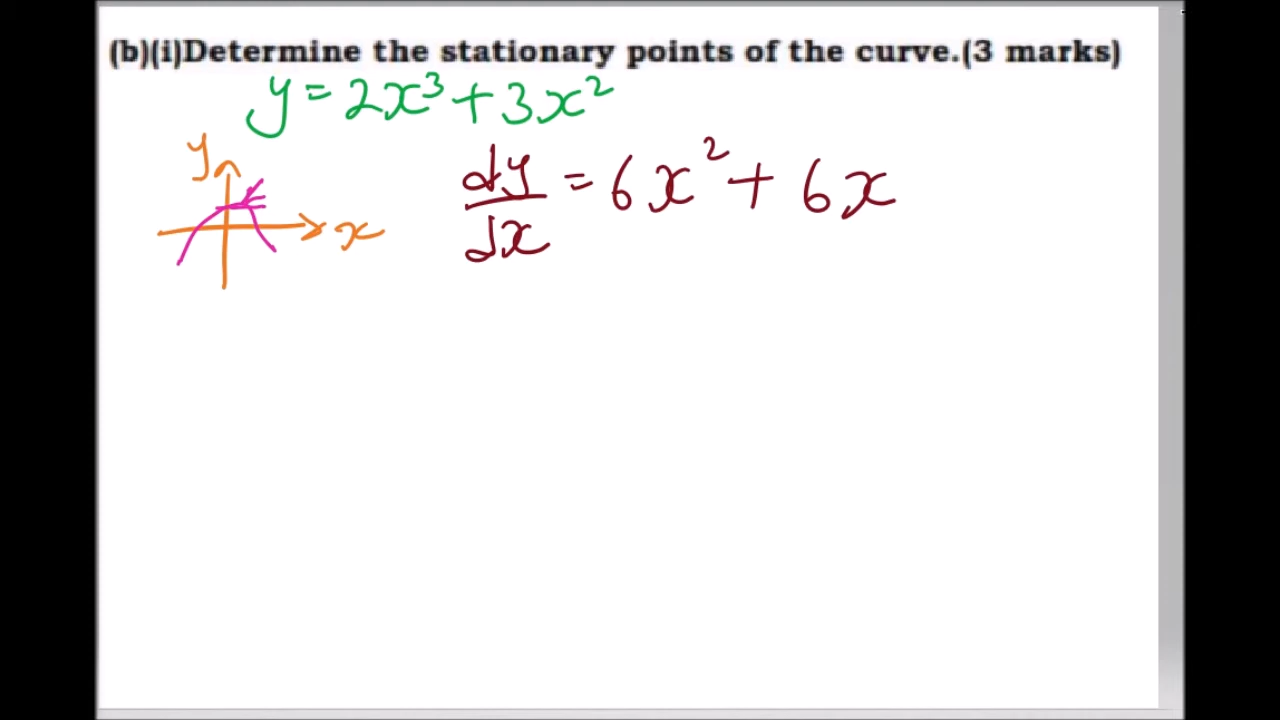 (b)(i)Determine the stationary points of the curve.(3 marks)
y = 2x³ + 3x²
y
x
dy/dx = 6x² + 6x